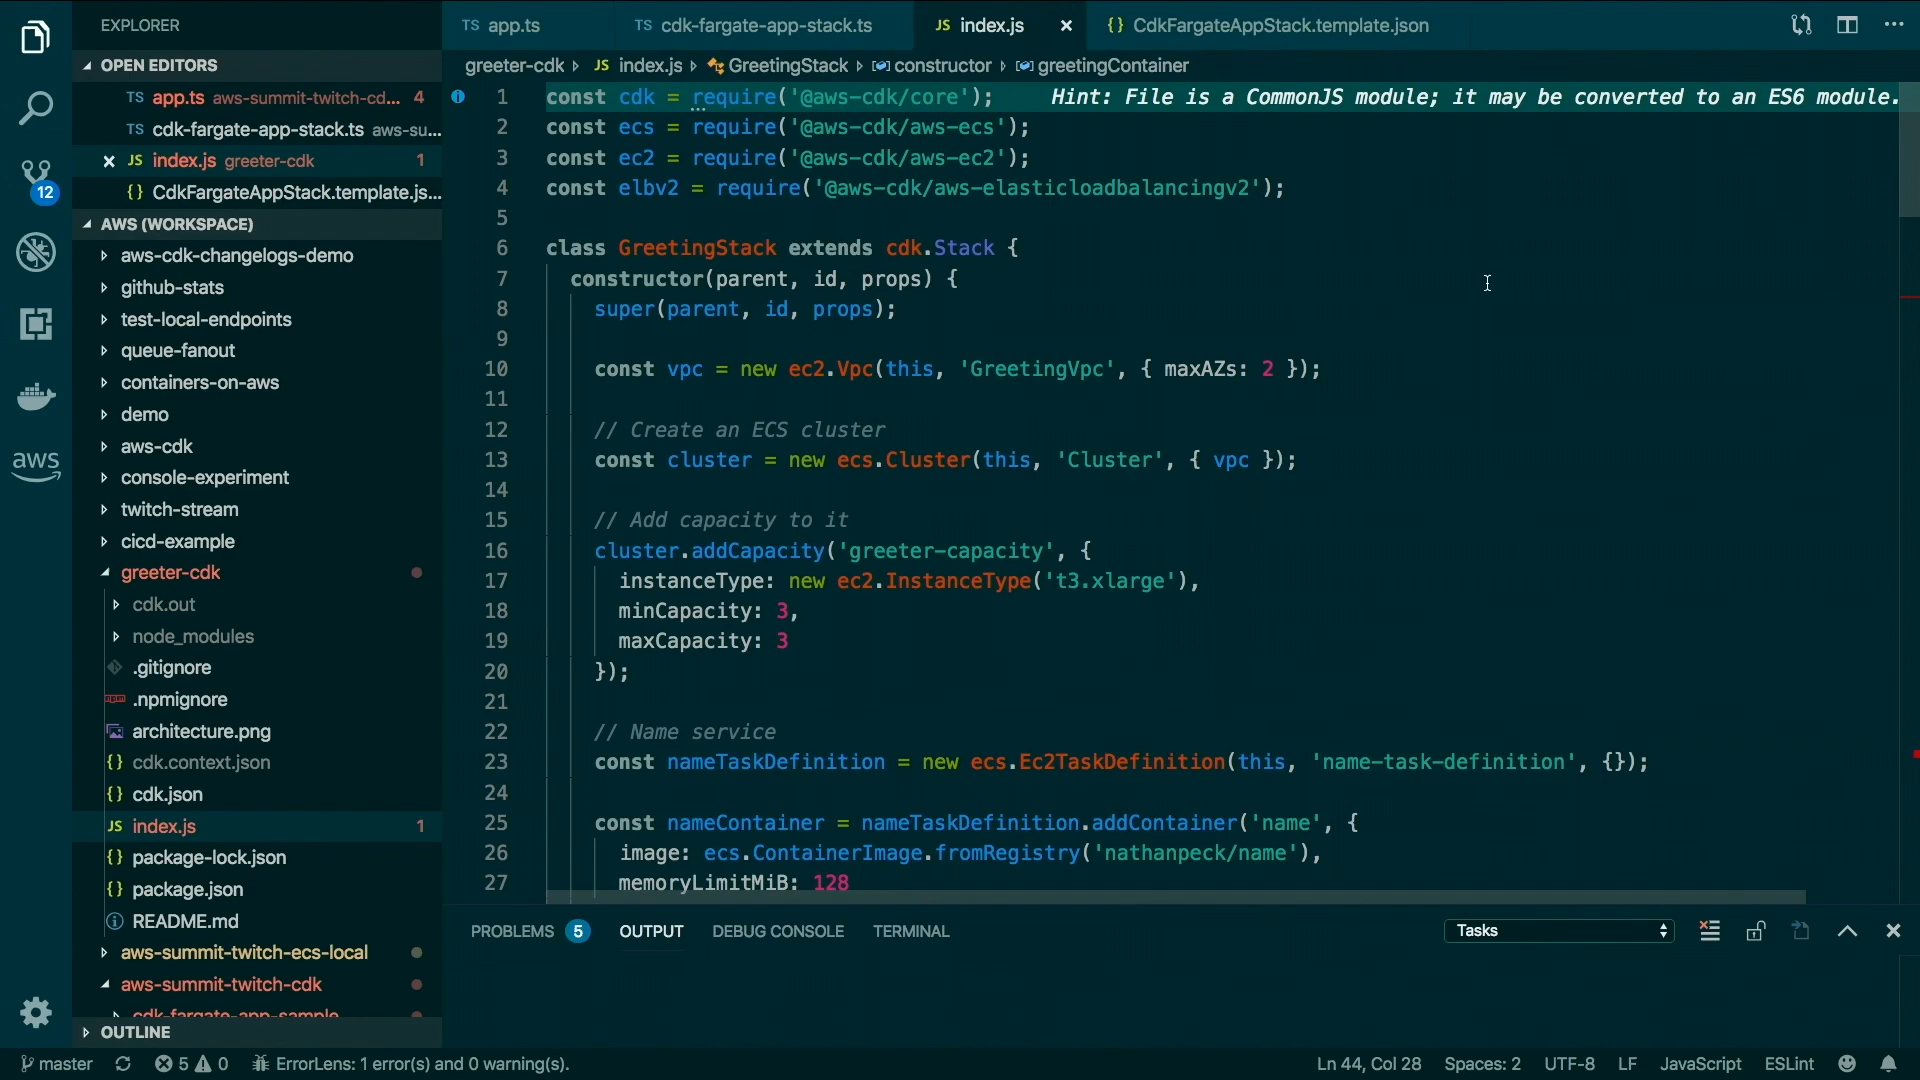 EXPLORER
OPEN EDITORS
TS app.ts aws-summit-twitch-cd... 4
TS cdk-fargate-app-stack.ts aws-su...
JS index.js greeter-cdk 1
{} CdkFargateAppStack.template.js...
AWS (WORKSPACE)
aws-cdk-changelogs-demo
github-stats
test-local-endpoints
queue-fanout
containers-on-aws
demo
aws-cdk
console-experiment
twitch-stream
cicd-example
greeter-cdk
cdk.out
node_modules
.gitignore
npm .npmignore
architecture.png
{} cdk.context.json
{} cdk.json
JS index.js 1
{} package-lock.json
{} package.json
README.md
aws-summit-twitch-ecs-local
aws-summit-twitch-cdk
cdk-fargate-app-sample
OUTLINE
12
aws
TS app.ts TS cdk-fargate-app-stack.ts JS index.js {} CdkFargateAppStack.template.json
greeter-cdk JS index.js GreetingStack constructor greetingContainer
1 const cdk = require('@aws-cdk/core'); Hint: File is a CommonJS module; it may be converted to an ES6 module.
2 const ecs = require('@aws-cdk/aws-ecs');
3 const ec2 = require('@aws-cdk/aws-ec2');
4 const elbv2 = require('@aws-cdk/aws-elasticloadbalancingv2');
5
6 class GreetingStack extends cdk.Stack {
7 constructor(parent, id, props) {
8 super(parent, id, props);
9
10 const vpc = new ec2.Vpc(this, 'GreetingVpc', { maxAZs: 2 });
11
12 // Create an ECS cluster
13 const cluster = new ecs.Cluster(this, 'Cluster', { vpc });
14
15 // Add capacity to it
16 cluster.addCapacity('greeter-capacity', {
17 instanceType: new ec2.InstanceType('t3.xlarge'),
18 minCapacity: 3,
19 maxCapacity: 3
20 });
21
22 // Name service
23 const nameTaskDefinition = new ecs.Ec2TaskDefinition(this, 'name-task-definition', {});
24
25 const nameContainer = nameTaskDefinition.addContainer('name', {
26 image: ecs.ContainerImage.fromRegistry('nathanpeck/name'),
27 memoryLimitMiB: 128
PROBLEMS 5 OUTPUT DEBUG CONSOLE TERMINAL Tasks
master 5 0 ErrorLens: 1 error(s) and 0 warning(s). Ln 44, Col 28 Spaces: 2 UTF-8 LF JavaScript ESLint